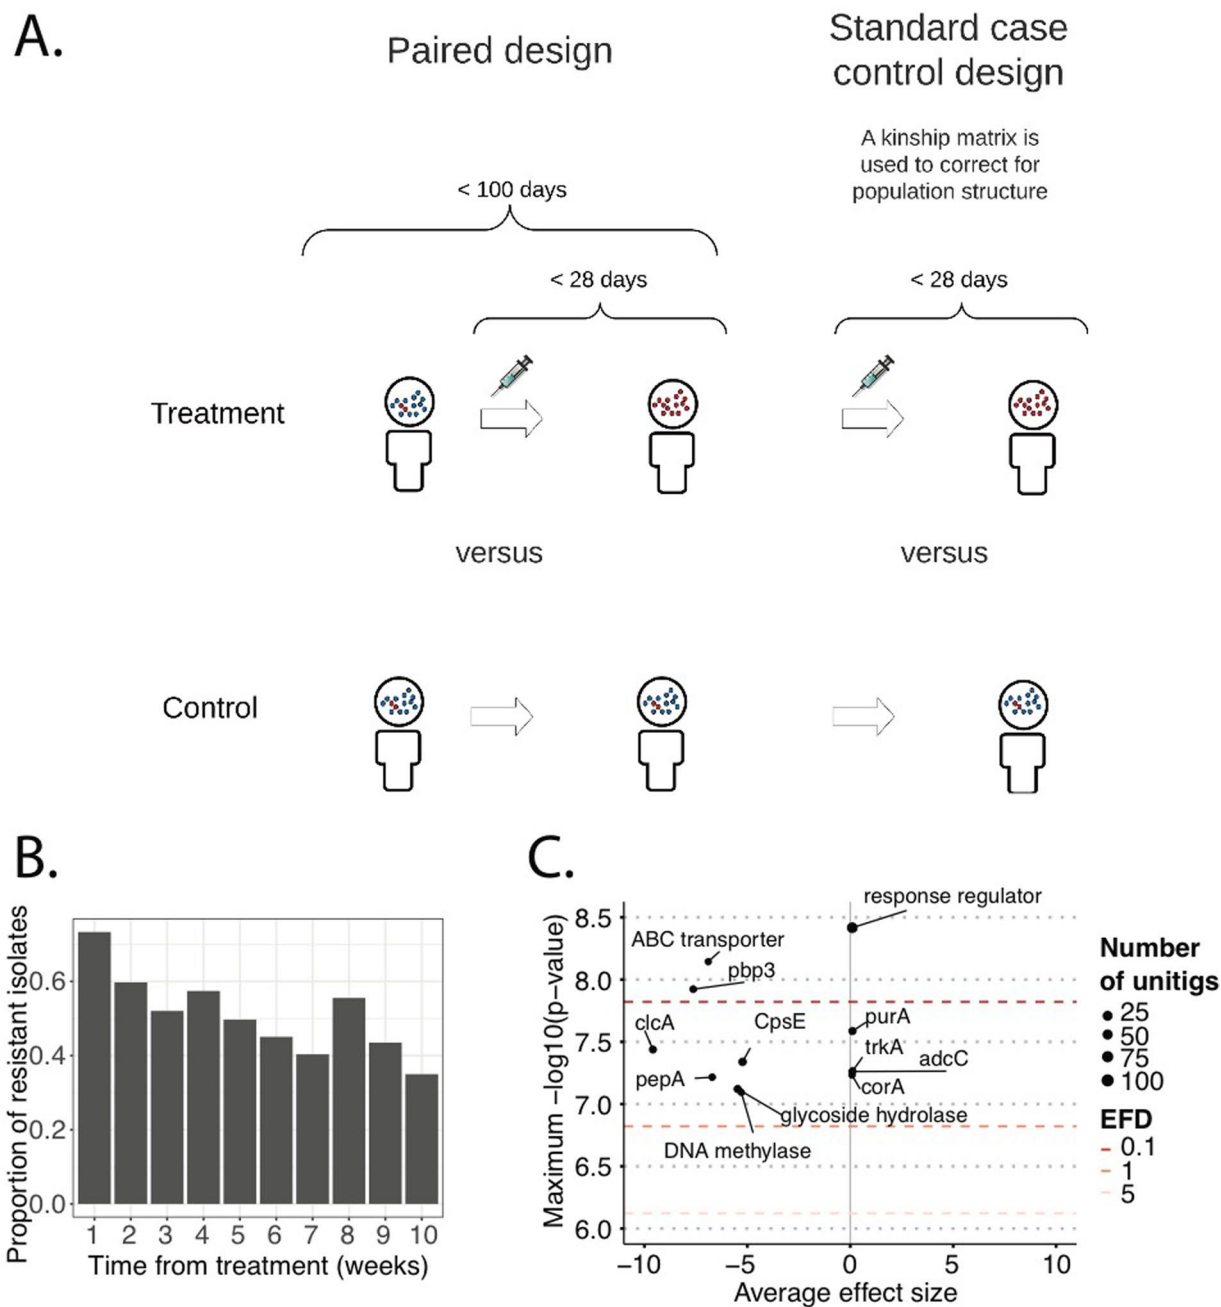 A.
Paired design
Standard case
control design
A kinship matrix is
used to correct for
population structure
< 100 days
< 28 days
< 28 days
Treatment
versus
versus
Control
B.
Proportion of resistant isolates
0.6
0.4
0.2
0.0
1 2 3 4 5 6 7 8 9 10
Time from treatment (weeks)
C.
Maximum -log10(p-value)
8.5
8.0
7.5
7.0
6.5
6.0
response regulator
ABC transporter
pbp3
clcA
CpsE
purA
trkA
adcC
pepA
corA
glycoside hydrolase
DNA methylase
−10 −5 0 5 10
Average effect size
Number
of unitigs
25
50
75
100
EFD
0.1
1
5